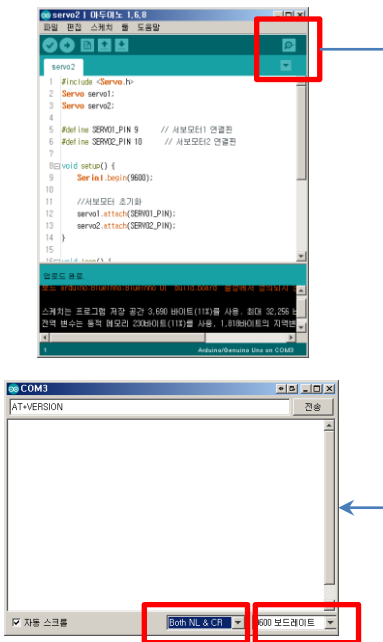 servo2 | 아두이노 1.6.8
파일 편집 스케치 툴 도움말
servo2
1 #include <Servo.h>
2 Servo servo1;
3 Servo servo2;
4
5 #define SERVO1_PIN 9 // 서보모터1 연결핀
6 #define SERVO2_PIN 10 // 서보모터2 연결핀
7
8 void setup() {
9 Serial.begin(9600);
10
11 //서보모터 초기화
12 servo1.attach(SERVO1_PIN);
13 servo2.attach(SERVO2_PIN);
14 }
15
업로드 완료.
스케치는 프로그램 저장 공간 3,690 바이트(11%)를 사용. 최대 32,256 
전역 변수는 동적 메모리 230바이트(11%)를 사용, 1,818바이트의 지역변
1 Arduino/Genuino Uno on COM3
COM3
AT+VERSION
전송
자동 스크롤
Both NL & CR
9600 보드레이트